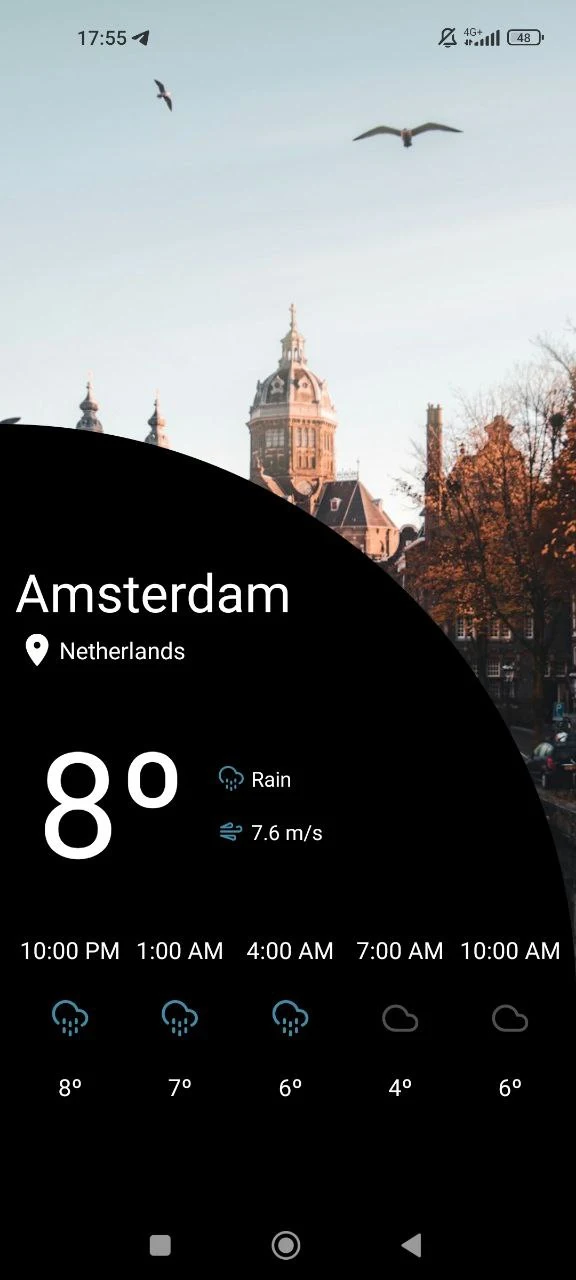 17:55
4G+ 48
Amsterdam
Netherlands
8º
Rain
7.6 m/s
10:00 PM 1:00 AM 4:00 AM 7:00 AM 10:00 AM
8º 7º 6º 4º 6º